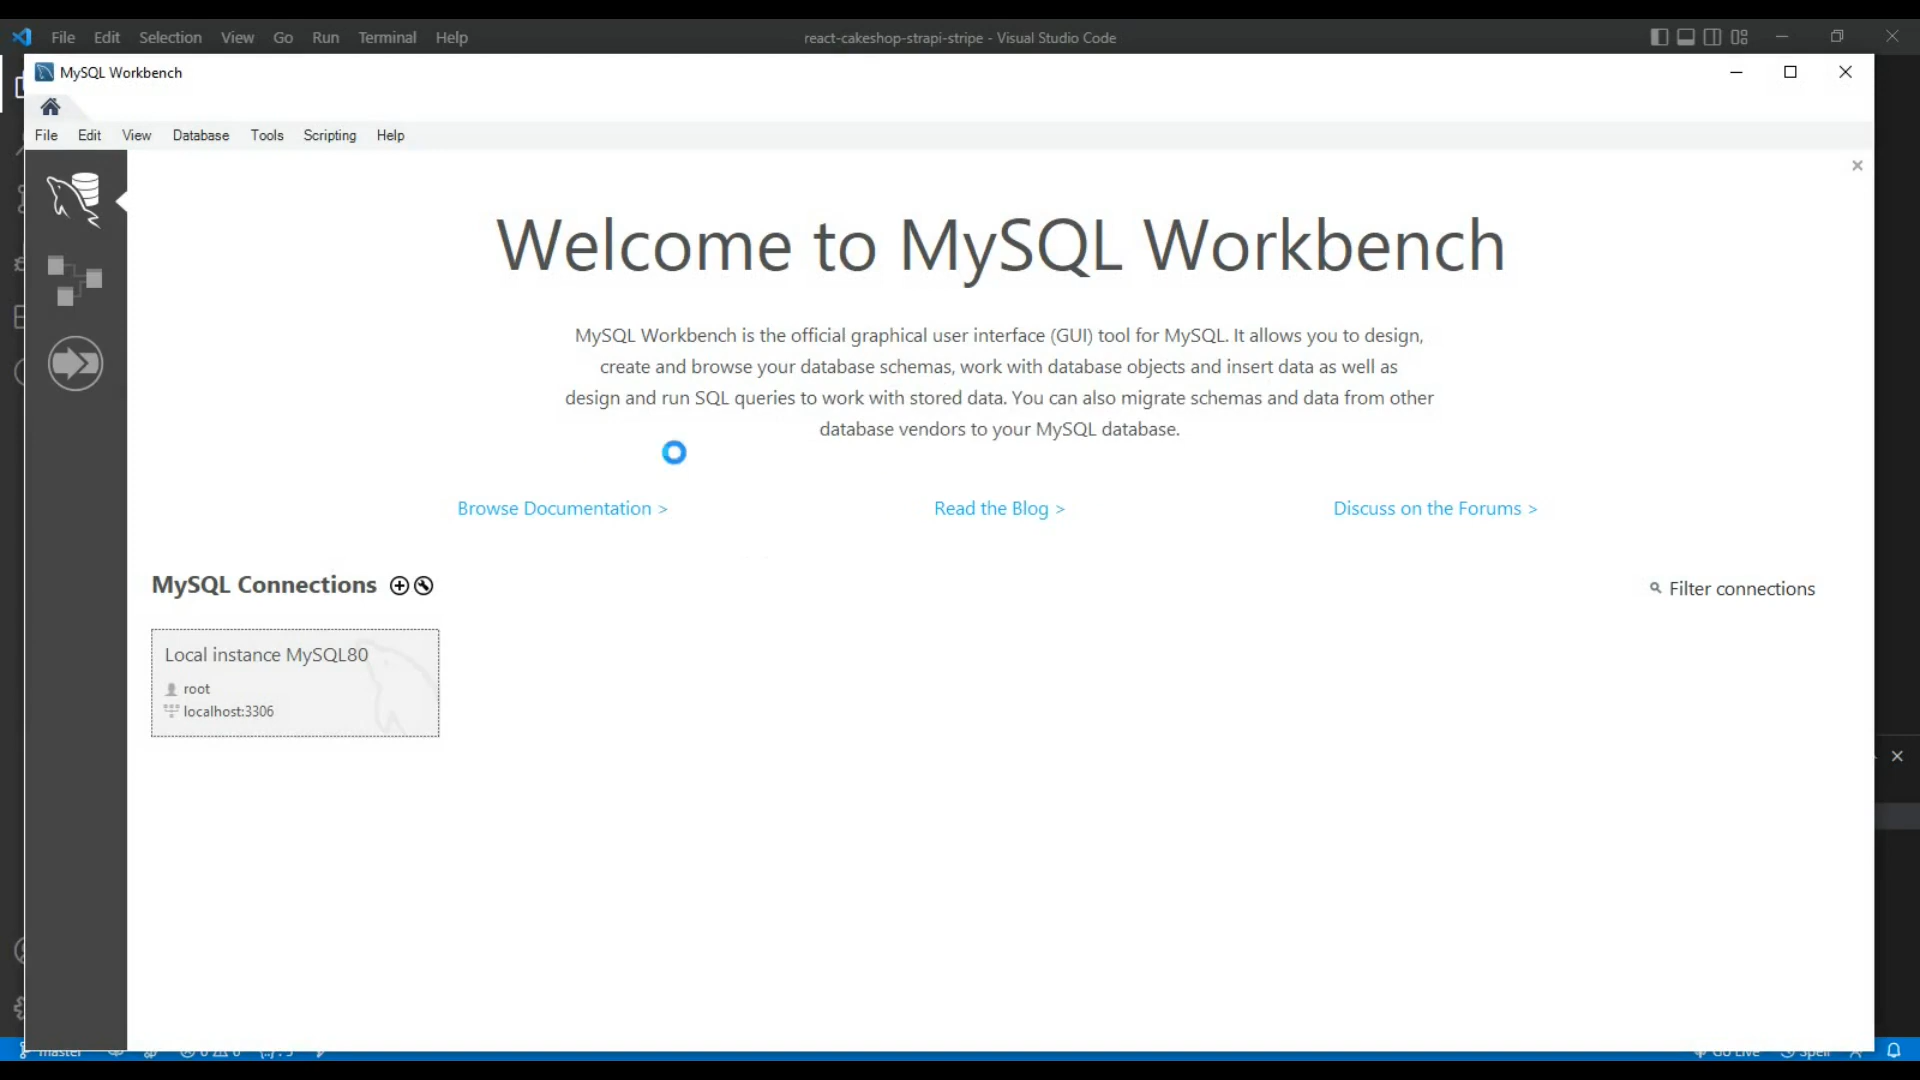 File Edit Selection View Go Run Terminal Help
react-cakeshop-strapi-stripe - Visual Studio Code
MySQL Workbench
File Edit View Database Tools Scripting Help
Welcome to MySQL Workbench
MySQL Workbench is the official graphical user interface (GUI) tool for MySQL. It allows you to design,
create and browse your database schemas, work with database objects and insert data as well as
design and run SQL queries to work with stored data. You can also migrate schemas and data from other
database vendors to your MySQL database.
Browse Documentation >
Read the Blog >
Discuss on the Forums >
MySQL Connections
Filter connections
Local instance MySQL80
root
localhost:3306
master
Go Live
Spell